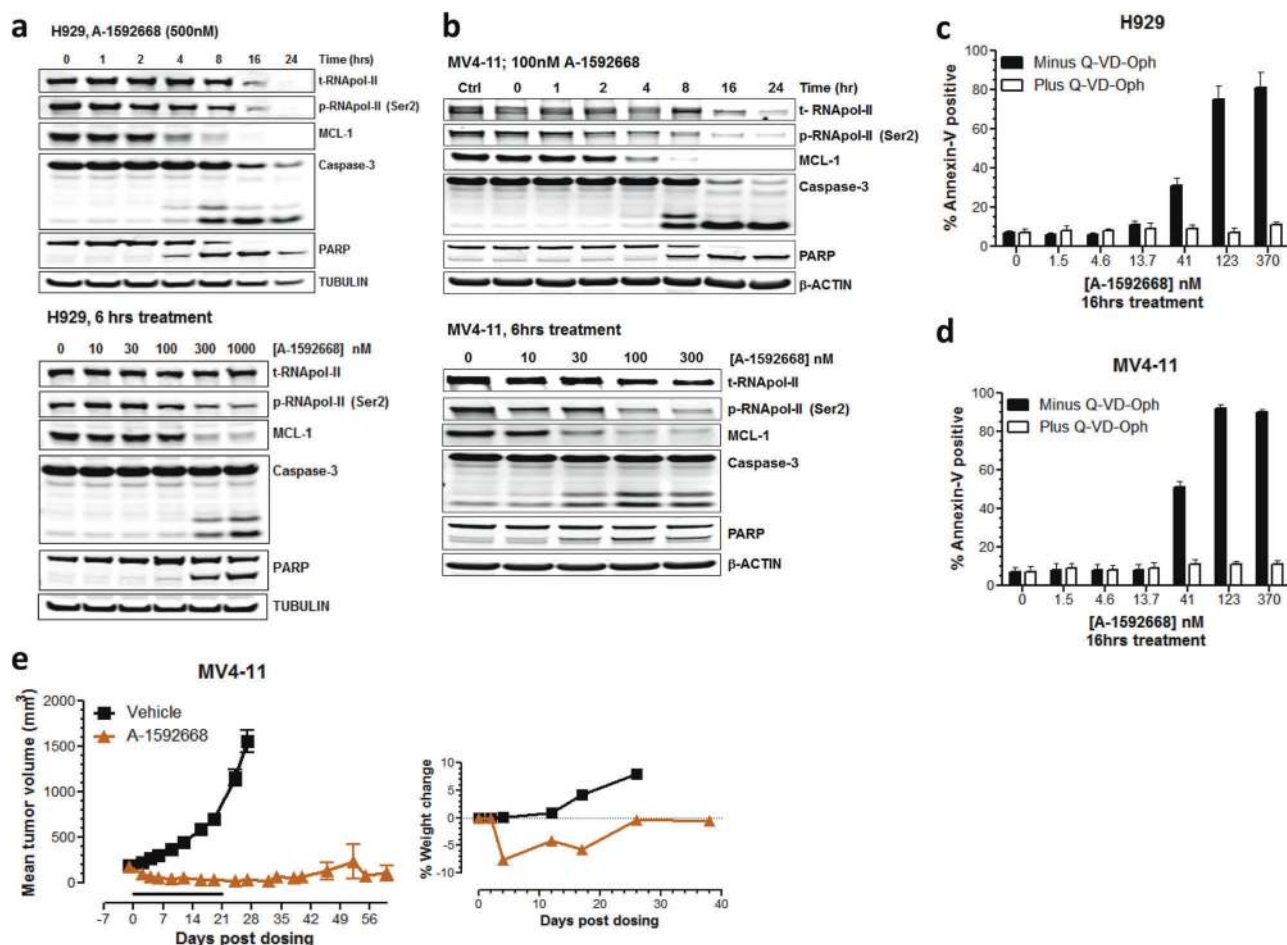 a
H929, A-1592668 (500nM)
0 1 2 4 8 16 24 Time (hrs)
t-RNApol-II
p-RNApol-II (Ser2)
MCL-1
Caspase-3
PARP
TUBULIN
H929, 6 hrs treatment
0 10 30 100 300 1000 [A-1592668] nM
t-RNApol-II
p-RNApol-II (Ser2)
MCL-1
Caspase-3
PARP
TUBULIN
b
MV4-11; 100nM A-1592668
Ctrl 0 1 2 4 8 16 24 Time (hr)
t- RNApol-II
p-RNApol-II (Ser2)
MCL-1
Caspase-3
PARP
β-ACTIN
MV4-11, 6hrs treatment
0 10 30 100 300 [A-1592668] nM
t-RNApol-II
p-RNApol-II (Ser2)
MCL-1
Caspase-3
PARP
β-ACTIN
c
H929
Minus Q-VD-Oph
Plus Q-VD-Oph
% Annexin-V positive
100
80
60
40
20
0
0 1.5 4.6 13.7 41 123 370
[A-1592668] nM
16hrs treatment
d
MV4-11
Minus Q-VD-Oph
Plus Q-VD-Oph
% Annexin-V positive
100
80
60
40
20
0
0 1.5 4.6 13.7 41 123 370
[A-1592668] nM
16hrs treatment
e
MV4-11
Vehicle
A-1592668
Mean tumor volume (mm³)
2000
1500
1000
500
0
-7 0 7 14 21 28 35 42 49 56
Days post dosing
% Weight change
10
5
0
-5
-10
0 10 20 30 40
Days post dosing